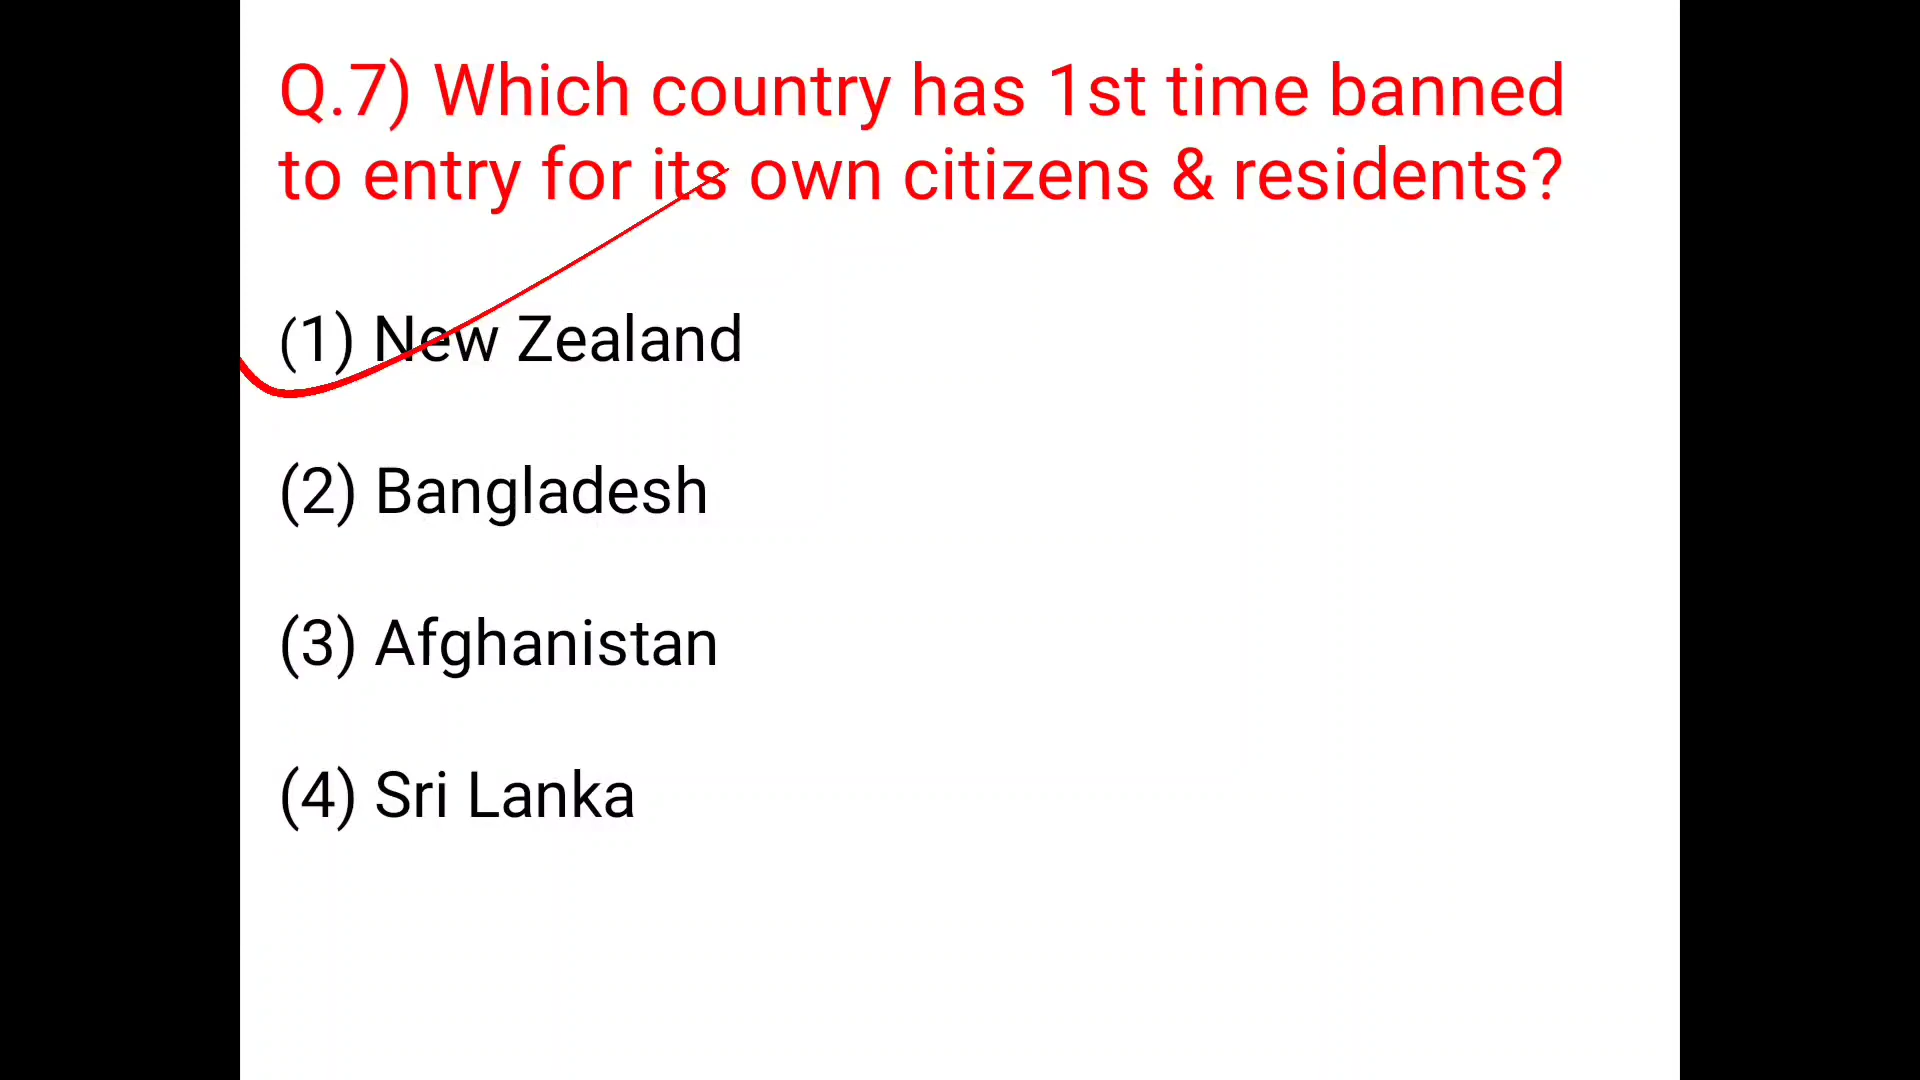 Q.7) Which country has 1st time banned
to entry for its own citizens & residents?
(1) New Zealand
(2) Bangladesh
(3) Afghanistan
(4) Sri Lanka